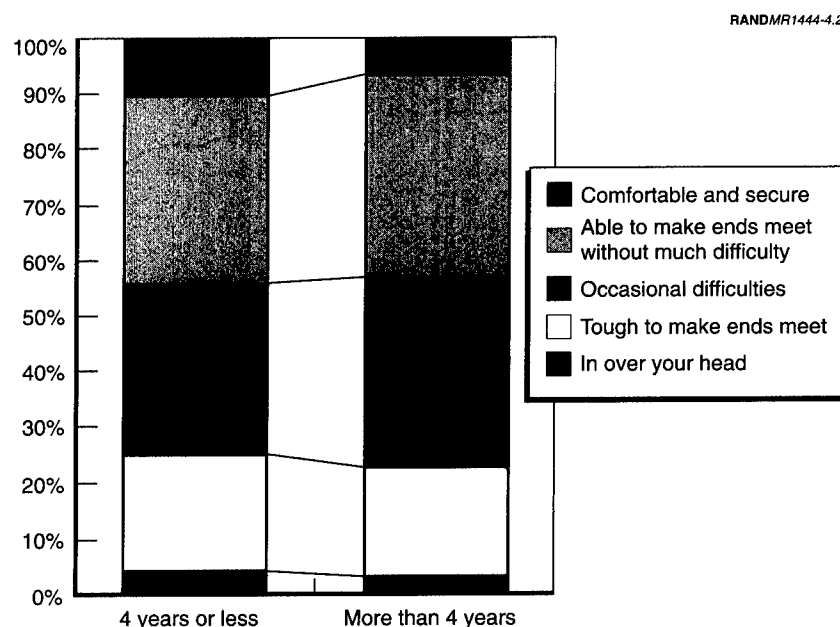 RANDMR1444-4.2
100%
90%
80%
70%
60%
50%
40%
30%
20%
10%
0%
4 years or less
More than 4 years
Comfortable and secure
Able to make ends meet
without much difficulty
Occasional difficulties
Tough to make ends meet
In over your head